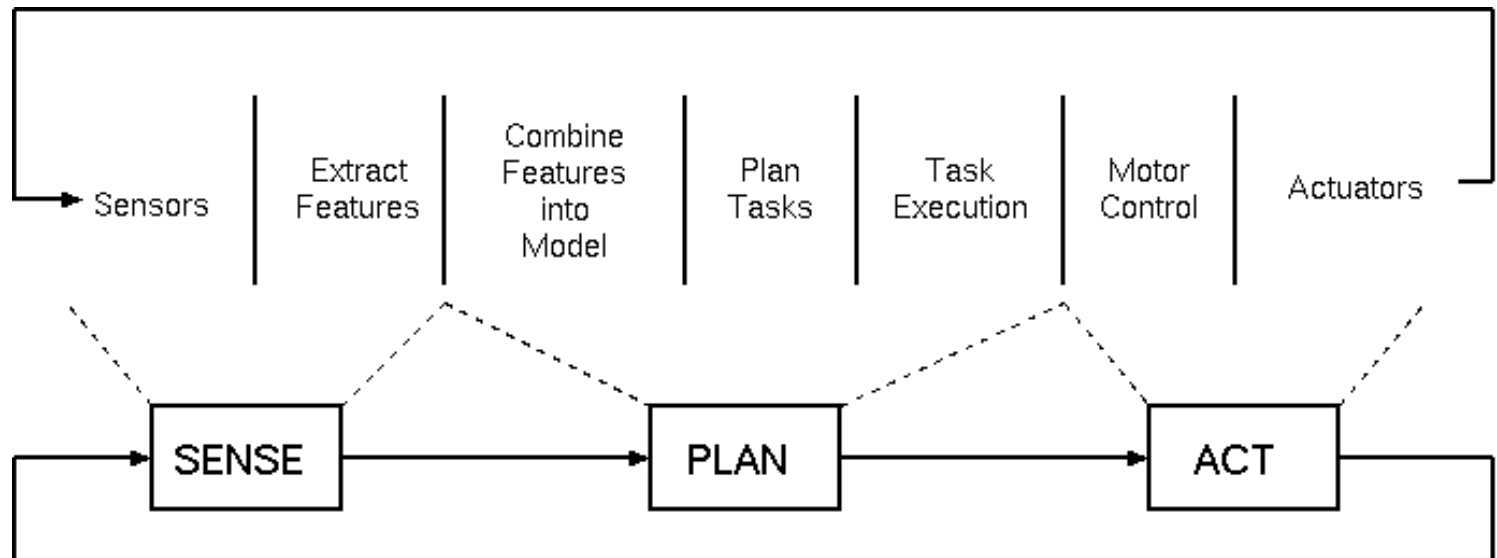 Sensors
Extract
Features
Combine
Features
into
Model
Plan
Tasks
Task
Execution
Motor
Control
Actuators
SENSE
PLAN
ACT